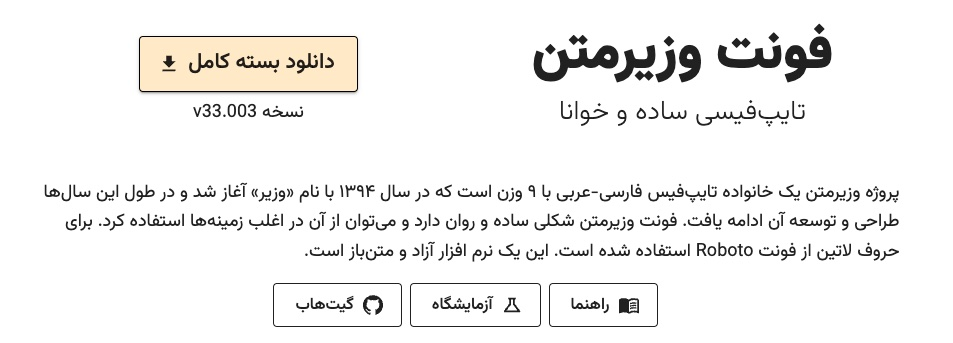 فونت وزیرمتن
تایپ‌فیسی ساده و خوانا
دانلود بسته کامل
نسخه v33.003
پروژه وزیرمتن یک خانواده تایپ‌فیس فارسی-عربی با ۹ وزن است که در سال ۱۳۹۴ با نام «وزیر» آغاز شد و در طول این سال‌ها
طراحی و توسعه آن ادامه یافت. فونت وزیرمتن شکلی ساده و روان دارد و می‌توان از آن در اغلب زمینه‌ها استفاده کرد. برای
حروف لاتین از فونت Roboto استفاده شده است. این یک نرم افزار آزاد و متن‌باز است.
راهنما
آزمایشگاه
گیت‌هاب